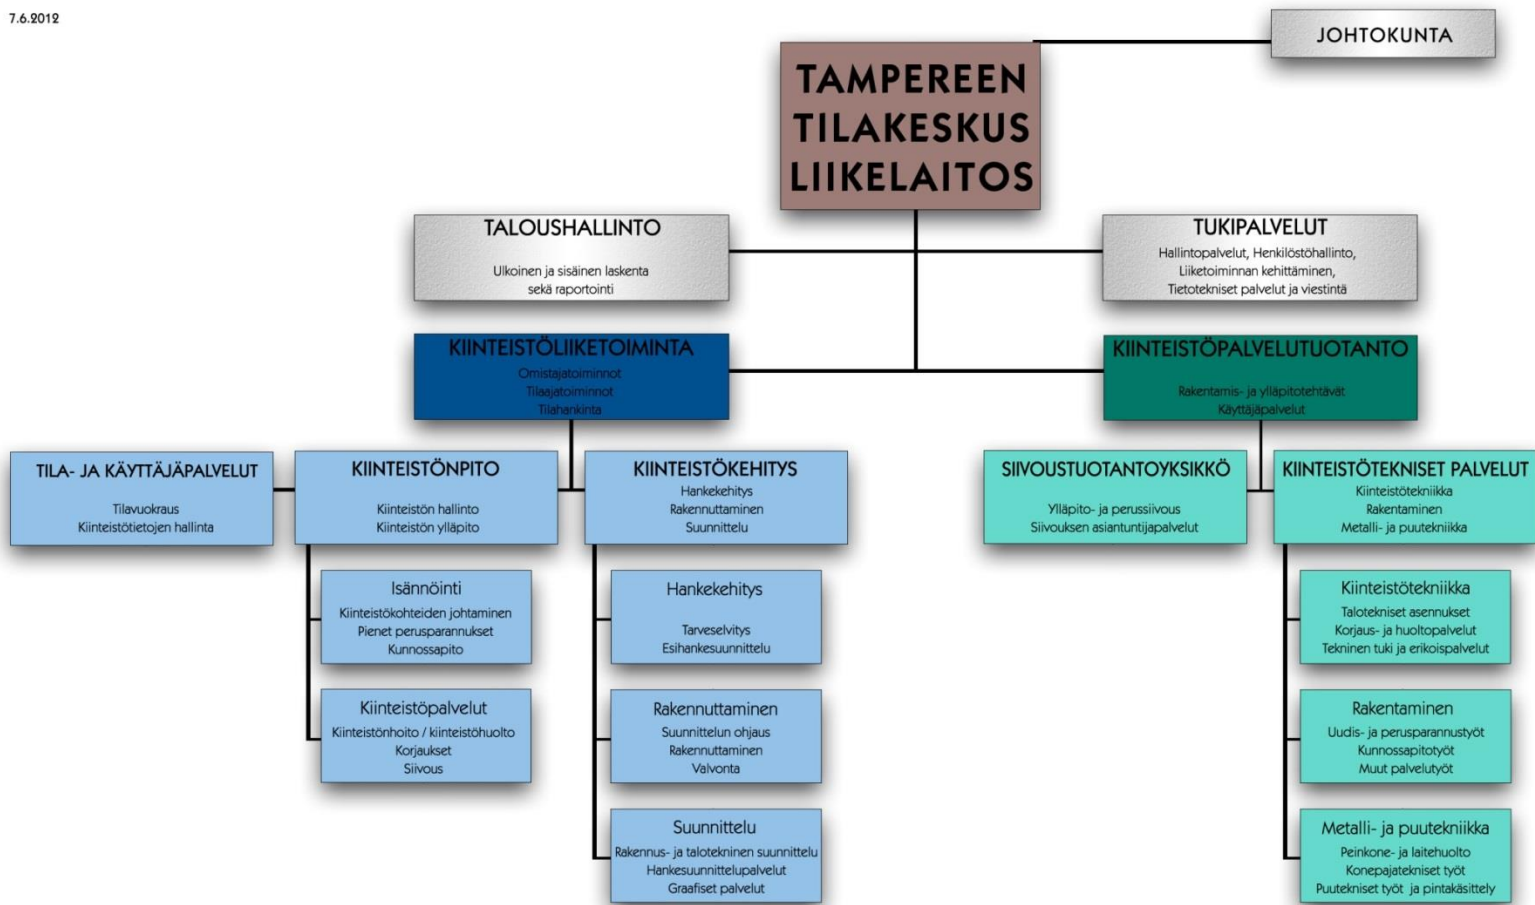 7.6.2012
JOHTOKUNTA
TAMPEREEN
TILAKESKUS
LIIKELAITOS
TALOUSHALLINTO
Ulkoinen ja sisäinen laskenta
sekä raportointi
TUKIPALVELUT
Hallintopalvelut, Henkilöstöhallinto,
Liiketoiminnan kehittäminen,
Tietotekniset palvelut ja viestintä
KIINTEISTÖLIIKETOIMINTA
Omistajatoiminnot
Tilaajatoiminnot
Tilahankinta
KIINTEISTÖPALVELUTUOTANTO
Rakentamis- ja ylläpitotehtävät
Käyttäjäpalvelut
TILA- JA KÄYTTÄJÄPALVELUT
Tilavuokraus
Kiinteistötietojen hallinta
KIINTEISTÖNPITO
Kiinteistön hallinto
Kiinteistön ylläpito
KIINTEISTÖKEHITYS
Hankekehitys
Rakennuttaminen
Suunnittelu
SIIVOUSTUOTANTOYKSIKKÖ
Ylläpito- ja perussiivous
Siivouksen asiantuntijapalvelut
KIINTEISTÖTEKNISET PALVELUT
Kiinteistötekniikka
Rakentaminen
Metalli- ja puutekniikka
Isännöinti
Kiinteistökohteiden johtaminen
Pienet perusparannukset
Kunnossapito
Hankekehitys
Tarveselvitys
Esihankesuunnittelu
Kiinteistötekniikka
Talotekniset asennukset
Korjaus- ja huoltopalvelut
Tekninen tuki ja erikoispalvelut
Kiinteistöpalvelut
Kiinteistönhoito / kiinteistöhuolto
Korjaukset
Siivous
Rakennuttaminen
Suunnittelun ohjaus
Rakennuttaminen
Valvonta
Rakentaminen
Uudis- ja perusparannustyöt
Kunnossapitotyöt
Muut palvelutyöt
Suunnittelu
Rakennus- ja talotekninen suunnittelu
Hankesuunnittelupalvelut
Graafiset palvelut
Metalli- ja puutekniikka
Peinkone- ja laitehuolto
Konepajatekniset työt
Puutekniset työt ja pintakäsittely